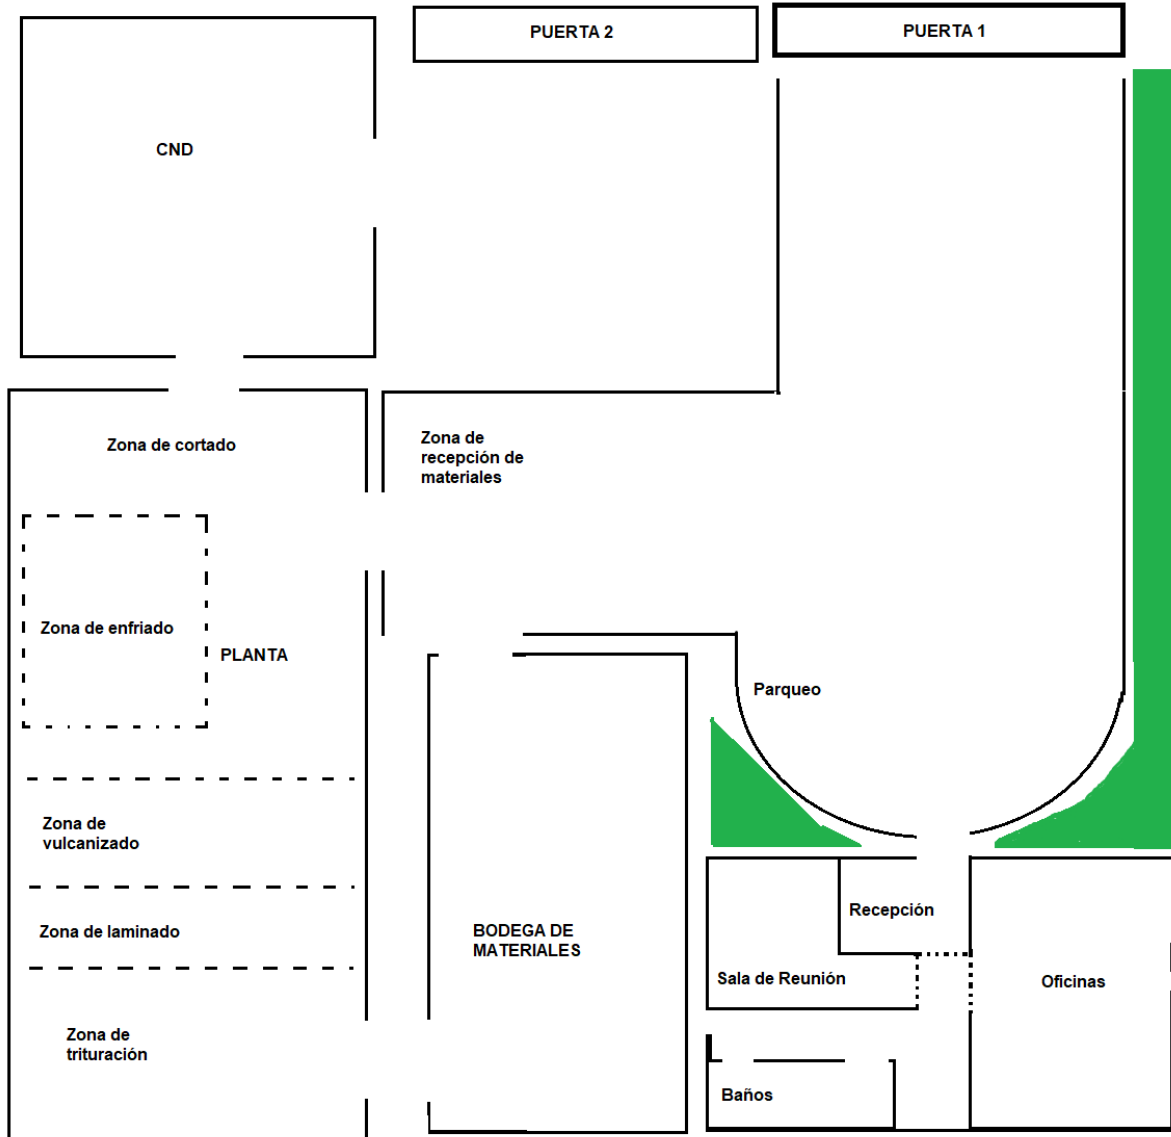 PUERTA 2
PUERTA 1
CND
Zona de cortado
Zona de
recepción de
materiales
Zona de enfriado
PLANTA
Parqueo
Zona de
vulcanizado
Zona de laminado
BODEGA DE
MATERIALES
Recepción
Sala de Reunión
Oficinas
Zona de
trituración
Baños